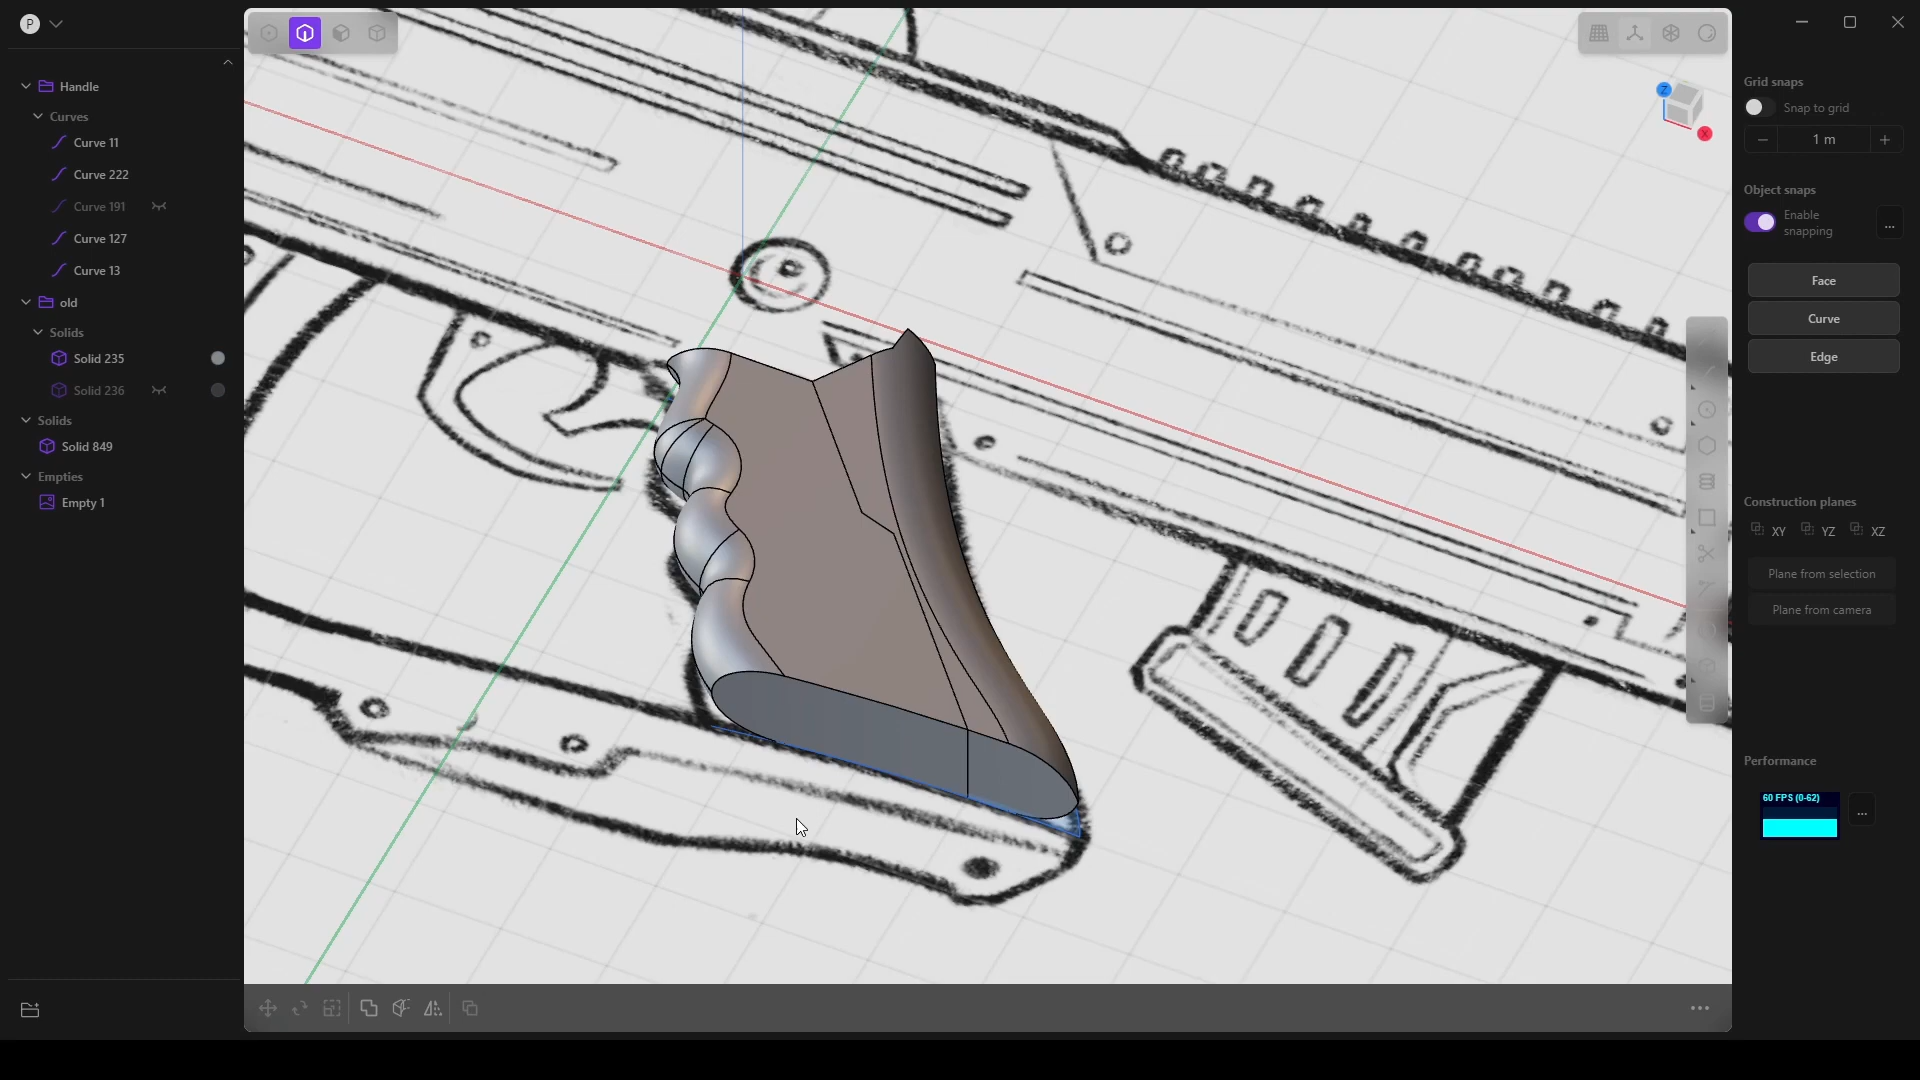 P
Handle
Curves
Curve 11
Curve 222
Curve 191
Curve 127
Curve 13
old
Solids
Solid 235
Solid 236
Solids
Solid 849
Empties
Empty 1
Z
X
Grid snaps
Snap to grid
1 m
Object snaps
Enable
snapping
...
Face
Curve
Edge
Construction planes
XY YZ XZ
Plane from selection
Plane from camera
Performance
60 FPS (0-62)
...